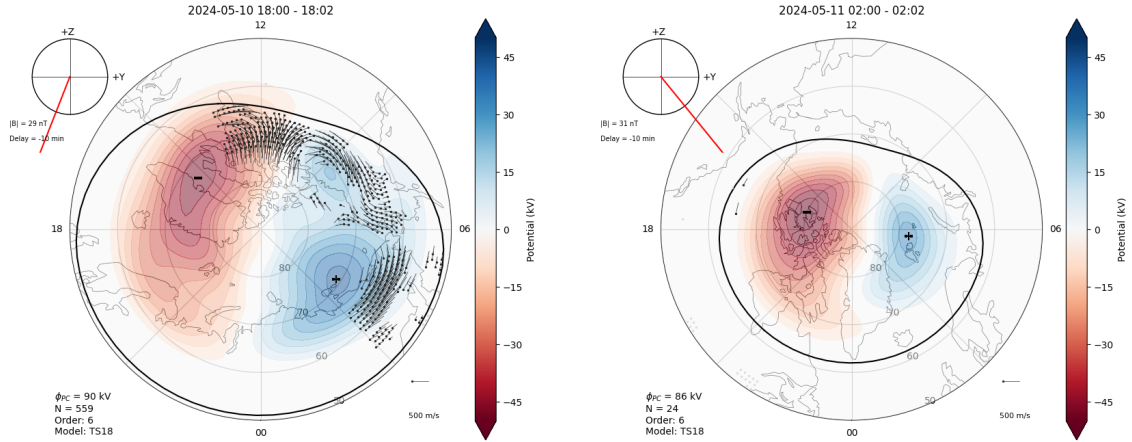 2024-05-10 18:00 - 18:02
12
+Z
+Y
|B| = 29 nT
Delay = -10 min
18
06
80
70
60
50
00
ϕPC = 90 kV
N = 559
Order: 6
Model: TS18
500 m/s
45
30
15
0
−15
−30
−45
Potential (kV)
2024-05-11 02:00 - 02:02
12
+Z
+Y
|B| = 31 nT
Delay = -10 min
18
06
80
70
60
50
00
ϕPC = 86 kV
N = 24
Order: 6
Model: TS18
500 m/s
45
30
15
0
−15
−30
−45
Potential (kV)